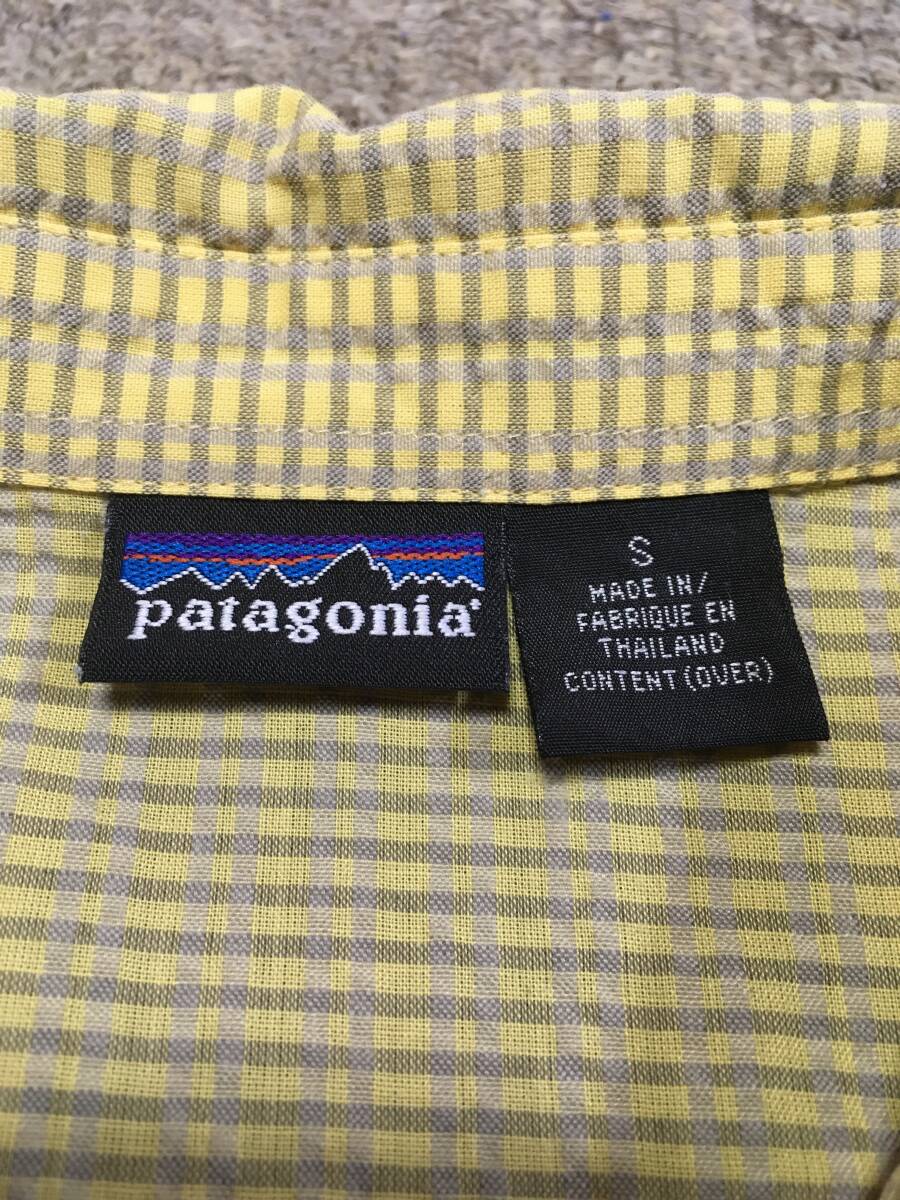 patagonia®
S
MADE IN/
FABRIQUE EN
THAILAND
CONTENT (OVER)